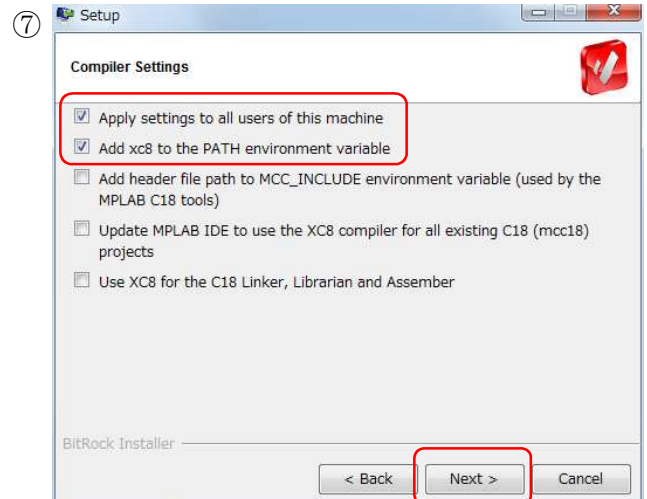 ⑦
Setup
Compiler Settings
Apply settings to all users of this machine
Add xc8 to the PATH environment variable
Add header file path to MCC_INCLUDE environment variable (used by the
MPLAB C18 tools)
Update MPLAB IDE to use the XC8 compiler for all existing C18 (mcc18)
projects
Use XC8 for the C18 Linker, Librarian and Assember
BitRock Installer
< Back Next > Cancel